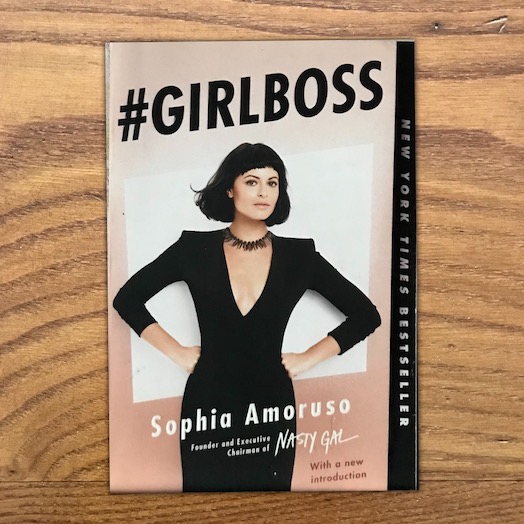 #GIRLBOSS
NEW YORK TIMES BESTSELLER
Sophia Amoruso
Founder and Executive
Chairman of NASTY GAL
With a new
introduction